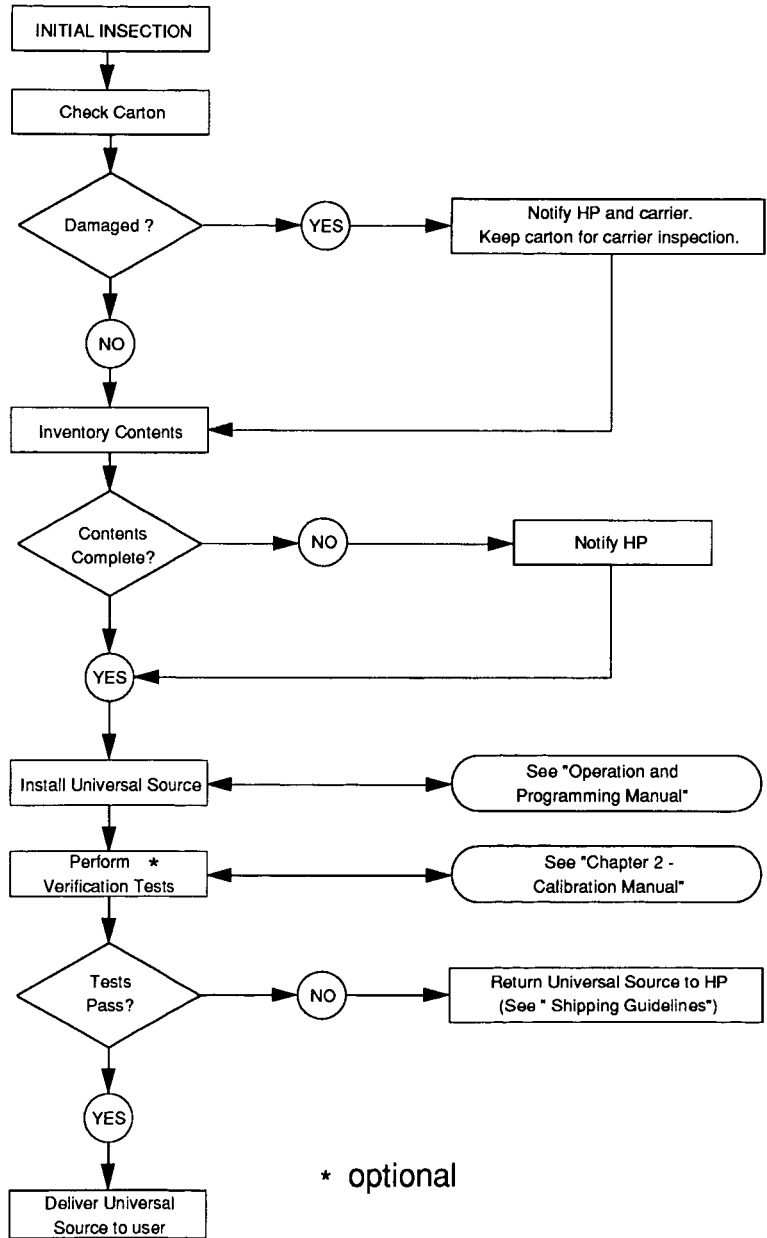 INITIAL INSECTION
Check Carton
Damaged ?
YES
Notify HP and carrier.
Keep carton for carrier inspection.
NO
Inventory Contents
Contents
Complete?
NO
Notify HP
YES
Install Universal Source
See "Operation and
Programming Manual"
Perform *
Verification Tests
See "Chapter 2 -
Calibration Manual"
Tests
Pass?
NO
Return Universal Source to HP
(See " Shipping Guidelines")
YES
* optional
Deliver Universal
Source to user